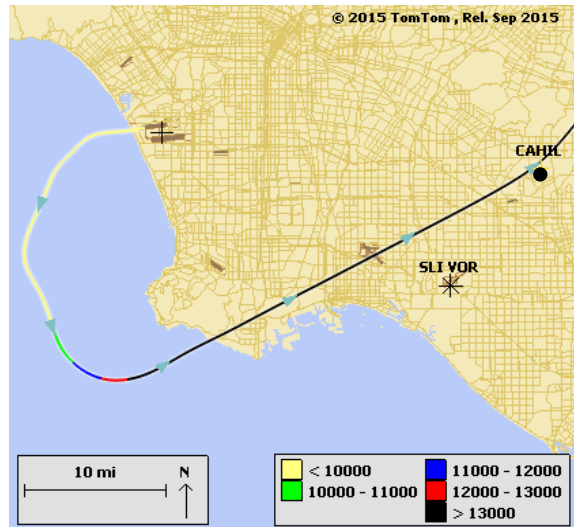 © 2015 TomTom , Rel. Sep 2015
CAHIL
SLI VOR
10 mi N
< 10000 11000 - 12000
10000 - 11000 12000 - 13000
> 13000